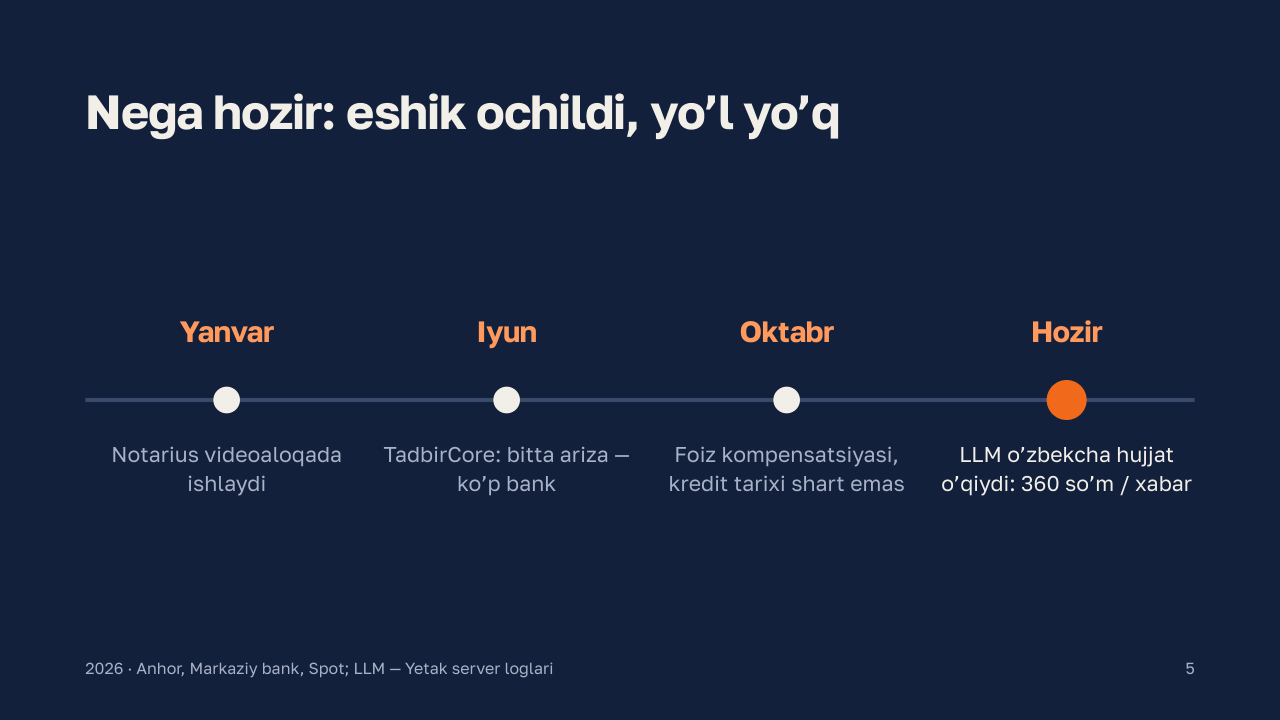 Nega hozir: eshik ochildi, yo’l yo’q
Yanvar
Notarius videoaloqada
ishlaydi
Iyun
TadbirCore: bitta ariza —
ko’p bank
Oktabr
Foiz kompensatsiyasi,
kredit tarixi shart emas
Hozir
LLM o’zbekcha hujjat
o’qiydi: 360 so’m / xabar
2026 · Anhor, Markaziy bank, Spot; LLM — Yetak server loglari
5